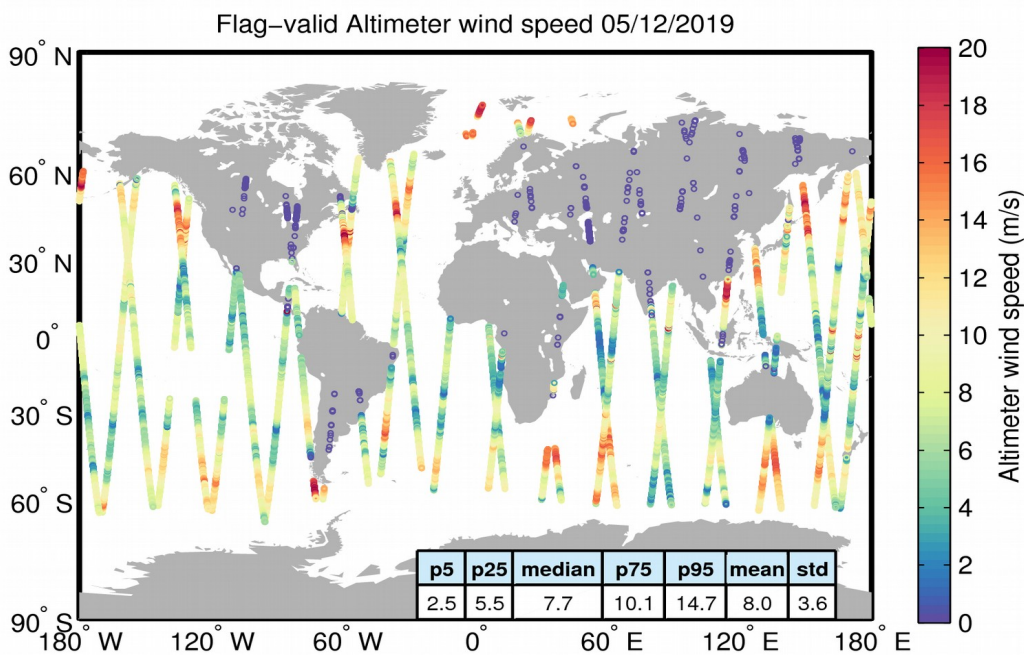 Flag−valid Altimeter wind speed 05/12/2019
90° N
60° N
30° N
0°
30° S
60° S
90° S
180° W
120° W
60° W
0°
60° E
120° E
180° E
p5 p25 median p75 p95 mean std
2.5 5.5 7.7 10.1 14.7 8.0 3.6
20
18
16
14
12
10
8
6
4
2
0
Altimeter wind speed (m/s)